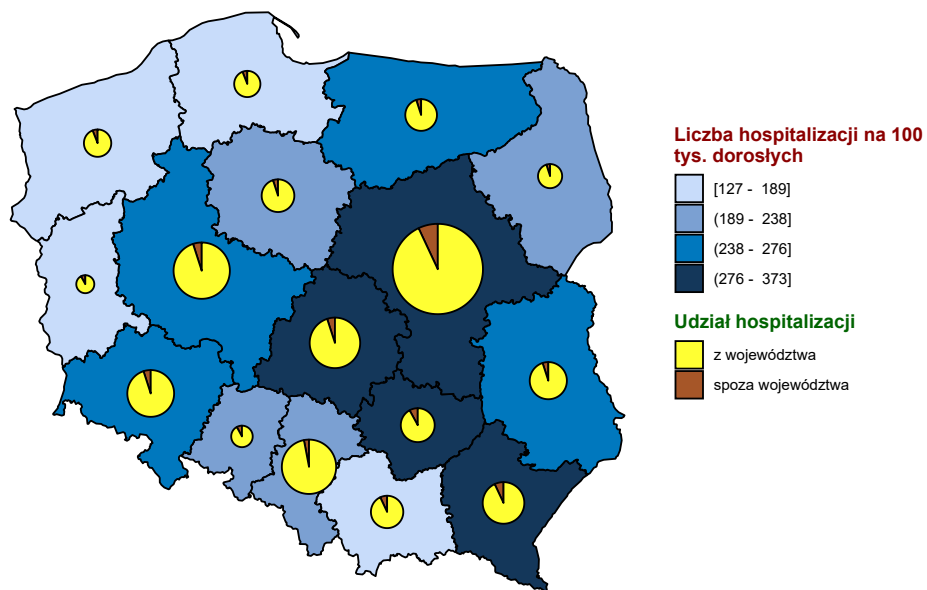 Liczba hospitalizacji na 100
tys. dorosłych
[127 - 189]
(189 - 238]
(238 - 276]
(276 - 373]
Udział hospitalizacji
z województwa
spoza województwa